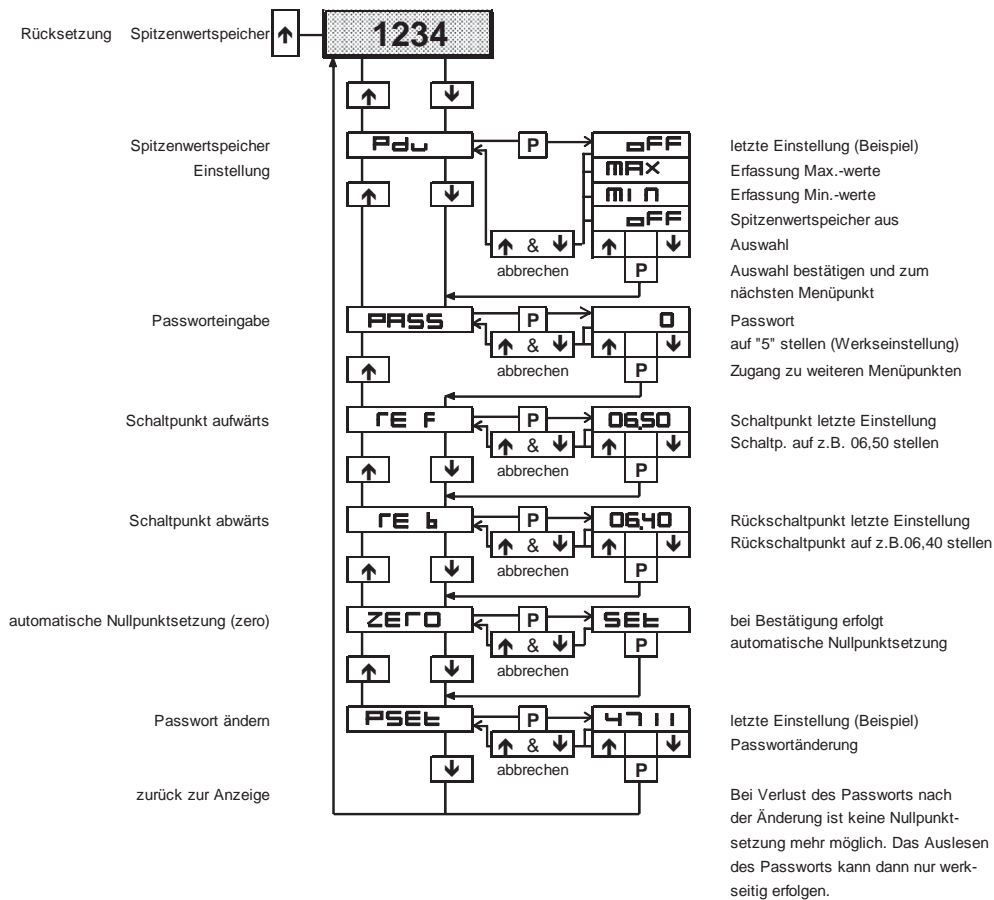 Rücksetzung Spitzenwertspeicher ↑ 1234
↑ ↓
Spitzenwertspeicher Pdv P oFF letzte Einstellung (Beispiel)
Einstellung MAX Erfassung Max.-werte
↑ ↓ MIN Erfassung Min.-werte
oFF Spitzenwertspeicher aus
↑ & ↓ ↑ ↓ Auswahl
abbrechen P Auswahl bestätigen und zum
nächsten Menüpunkt
Passworteingabe PASS P 0 Passwort
↑ & ↓ ↑ ↓ auf "5" stellen (Werkseinstellung)
↑ abbrechen P Zugang zu weiteren Menüpunkten
Schaltpunkt aufwärts rE F P 06,50 Schaltpunkt letzte Einstellung
↑ & ↓ ↑ ↓ Schaltp. auf z.B. 06,50 stellen
↑ ↓ abbrechen P
Schaltpunkt abwärts rE b P 06,40 Rückschaltpunkt letzte Einstellung
↑ & ↓ ↑ ↓ Rückschaltpunkt auf z.B.06,40 stellen
↑ ↓ abbrechen P
automatische Nullpunktsetzung (zero) ZErO P SEt bei Bestätigung erfolgt
↑ & ↓ P automatische Nullpunktsetzung
↑ ↓ abbrechen
Passwort ändern PSEt P 4711 letzte Einstellung (Beispiel)
↑ & ↓ ↑ ↓ Passwortänderung
↓ abbrechen P
zurück zur Anzeige Bei Verlust des Passworts nach
der Änderung ist keine Nullpunkt-
setzung mehr möglich. Das Auslesen
des Passworts kann dann nur werk-
seitig erfolgen.